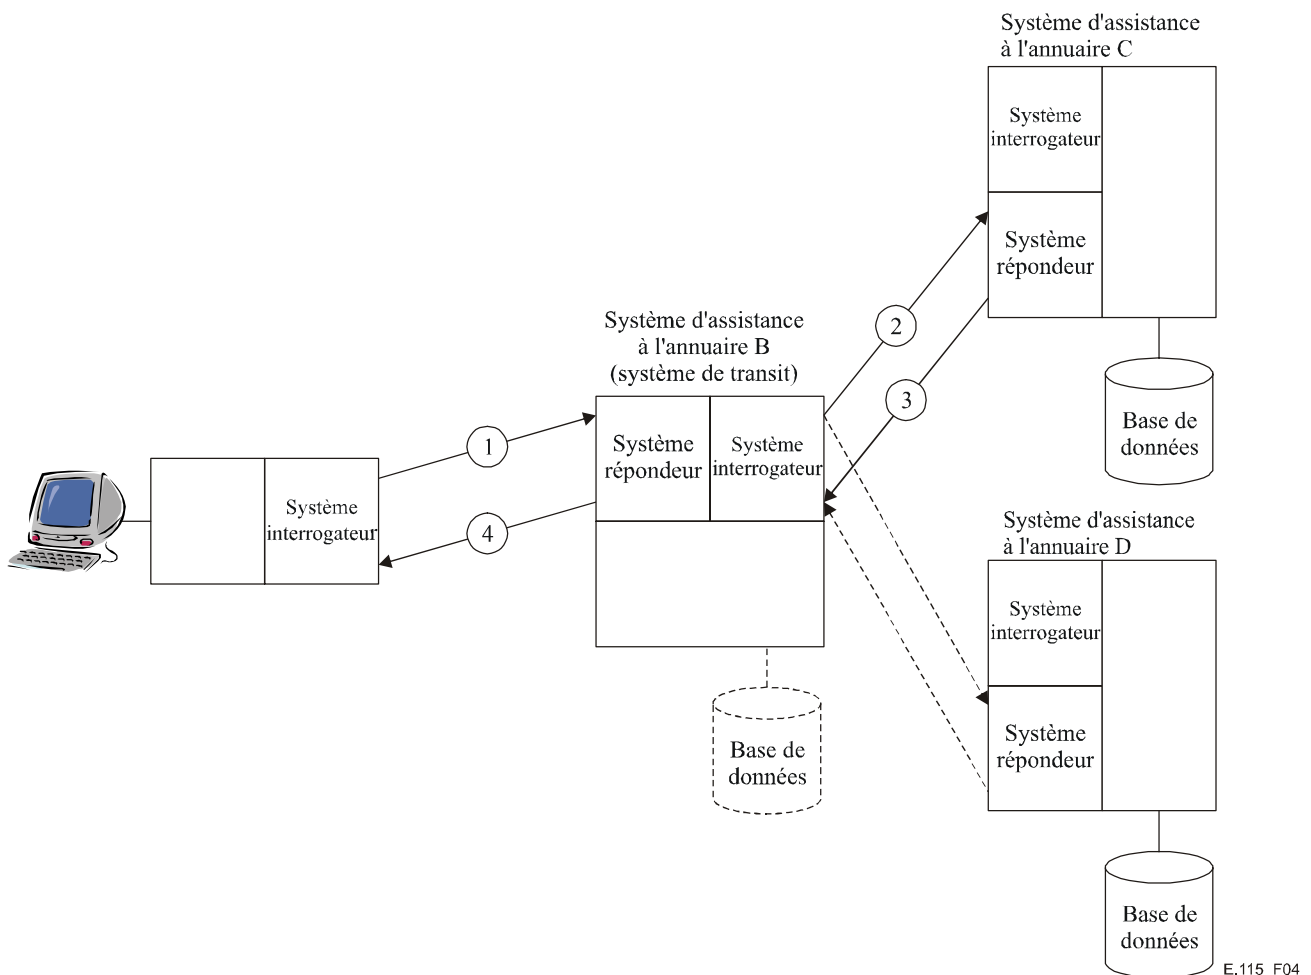 Système d'assistance
à l'annuaire C
Système
interrogateur
Système
répondeur
2
Système d'assistance
à l'annuaire B
(système de transit)
3
Base de
données
1
Système
répondeur
Système
interrogateur
Système
interrogateur
4
Système d'assistance
à l'annuaire D
Système
interrogateur
Système
répondeur
Base de
données
Base de
données
E.115_F04